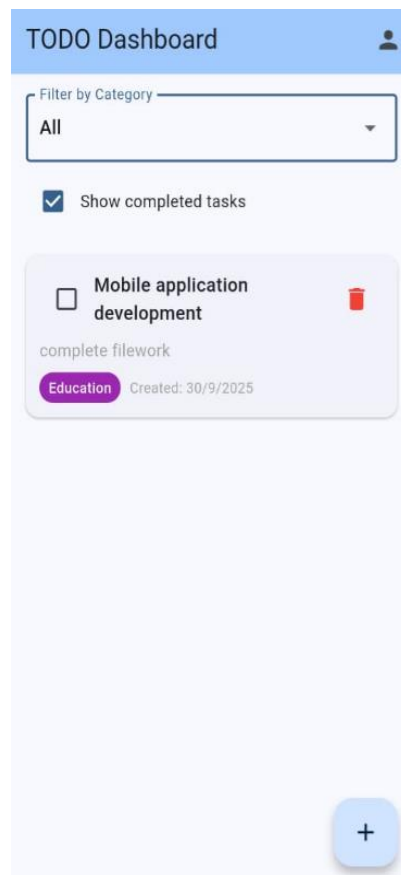 TODO Dashboard
Filter by Category
All
Show completed tasks
Mobile application
development
complete filework
Education Created: 30/9/2025
+